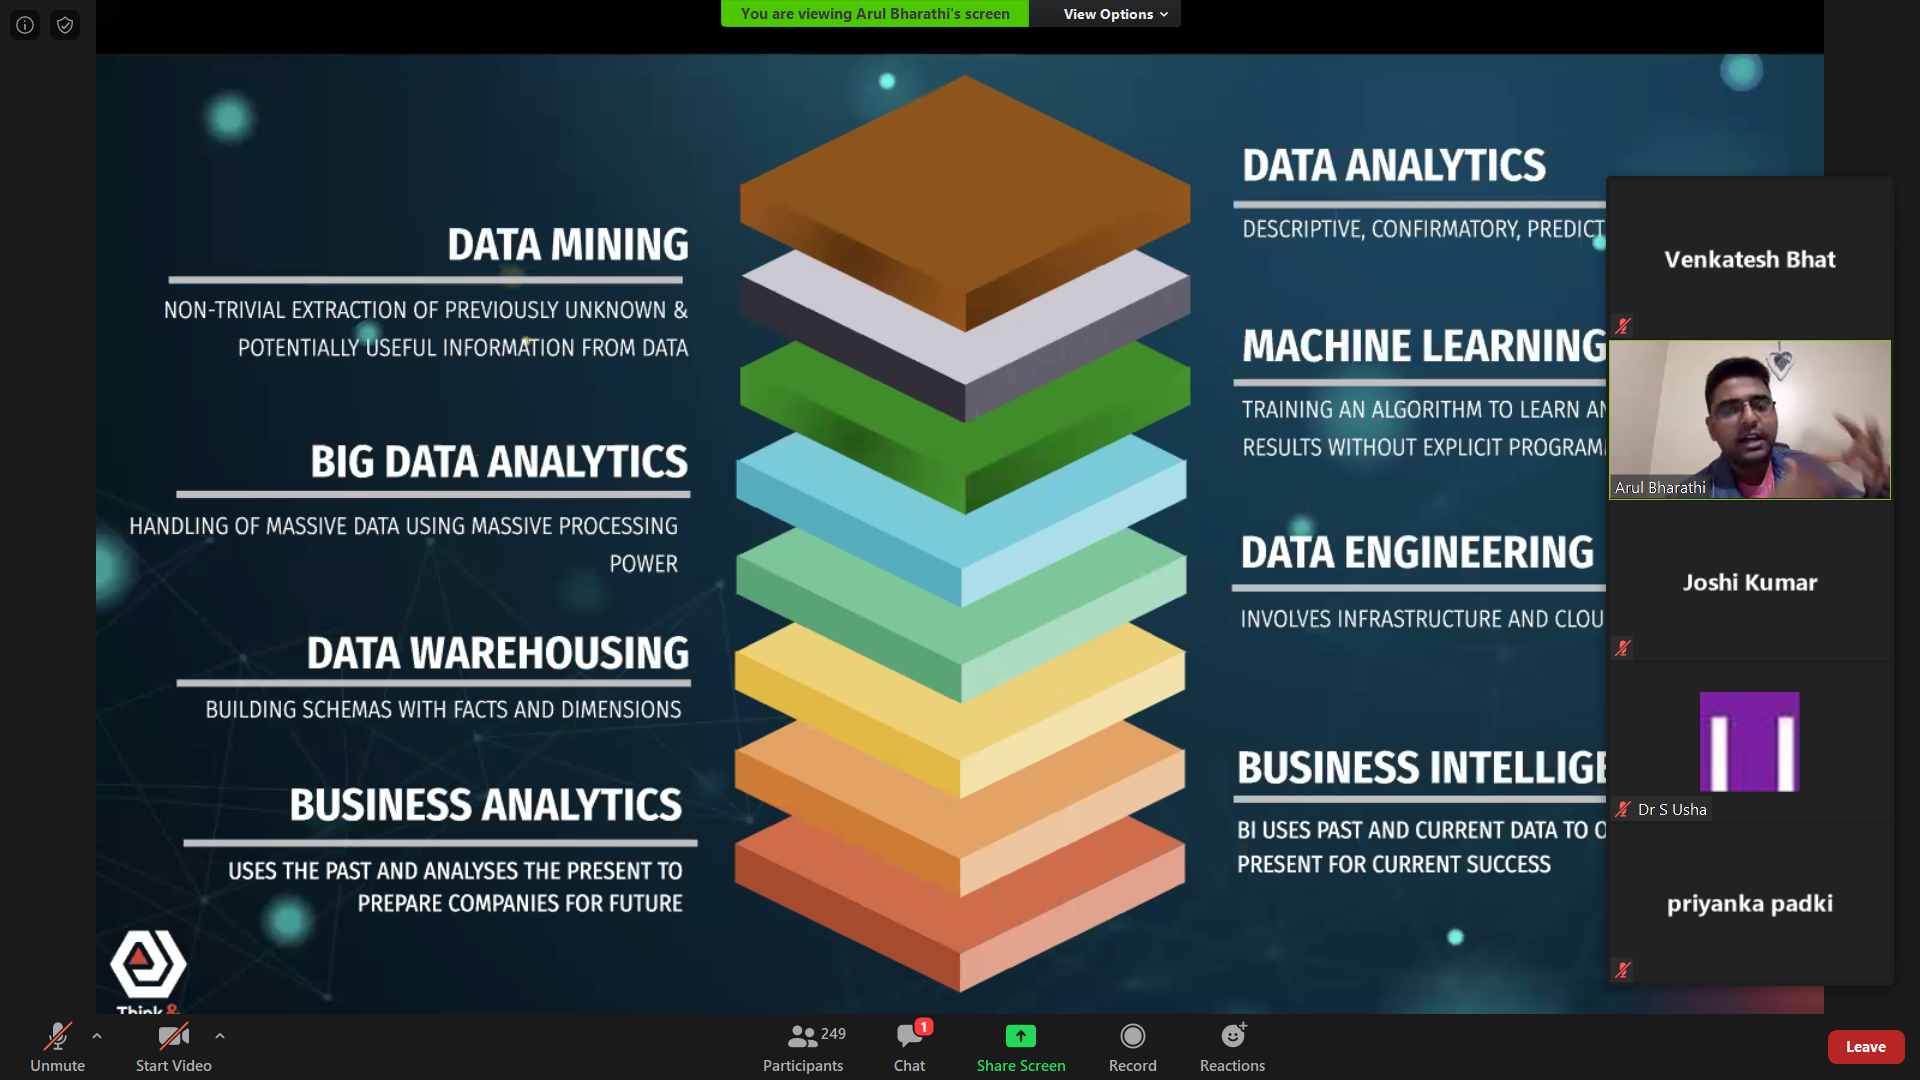 You are viewing Arul Bharathi's screen
View Options
DATA MINING
NON-TRIVIAL EXTRACTION OF PREVIOUSLY UNKNOWN &
POTENTIALLY USEFUL INFORMATION FROM DATA
BIG DATA ANALYTICS
HANDLING OF MASSIVE DATA USING MASSIVE PROCESSING
POWER
DATA WAREHOUSING
BUILDING SCHEMAS WITH FACTS AND DIMENSIONS
BUSINESS ANALYTICS
USES THE PAST AND ANALYSES THE PRESENT TO
PREPARE COMPANIES FOR FUTURE
Think &
DATA ANALYTICS
DESCRIPTIVE, CONFIRMATORY, PREDICT
MACHINE LEARNING
TRAINING AN ALGORITHM TO LEARN AN
RESULTS WITHOUT EXPLICIT PROGRAM
DATA ENGINEERING
INVOLVES INFRASTRUCTURE AND CLOU
BUSINESS INTELLIGE
BI USES PAST AND CURRENT DATA TO O
PRESENT FOR CURRENT SUCCESS
Venkatesh Bhat
Arul Bharathi
Joshi Kumar
Dr S Usha
priyanka padki
Unmute
Start Video
249
Participants
1
Chat
Share Screen
Record
Reactions
Leave